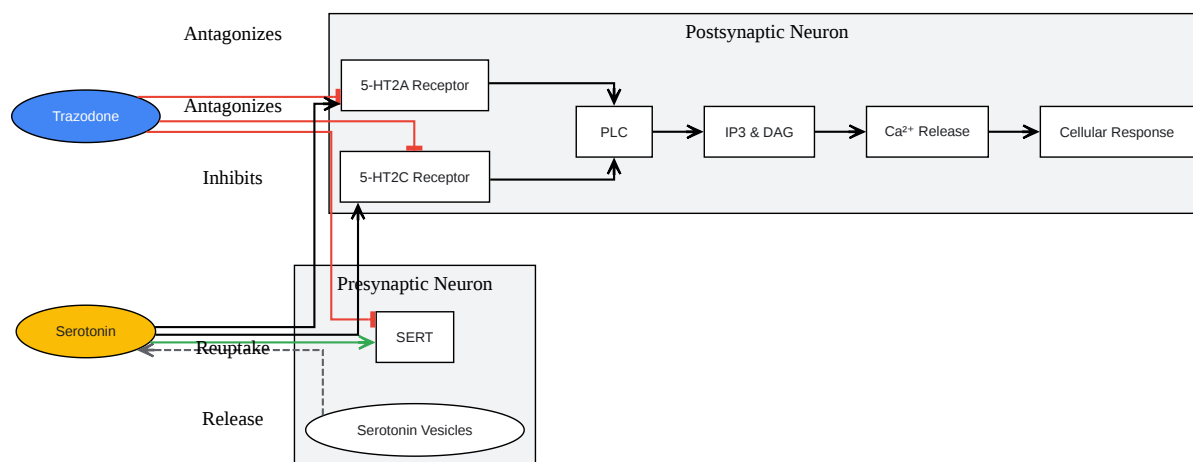 Antagonizes
Postsynaptic Neuron
5-HT2A Receptor
Trazodone
Antagonizes
PLC
IP3 & DAG
Ca²⁺ Release
Cellular Response
Inhibits
5-HT2C Receptor
Presynaptic Neuron
Serotonin
SERT
Reuptake
Release
Serotonin Vesicles